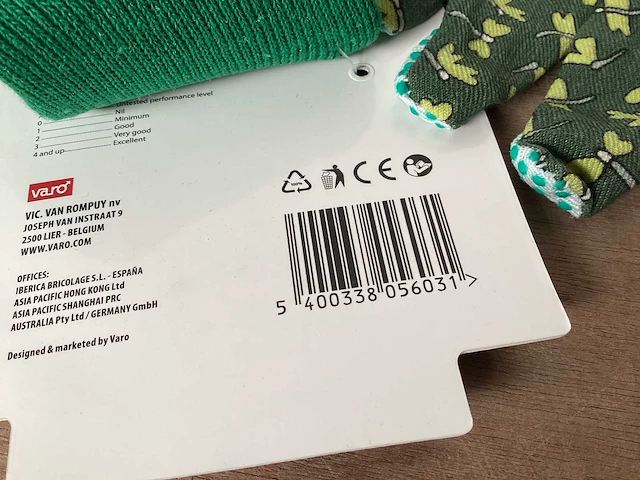 Untested performance level
0 Nil
1 Minimum
2 Good
3 Very good
4 and up Excellent
varo
VIC. VAN ROMPUY nv
JOSEPH VAN INSTRAAT 9
2500 LIER - BELGIUM
WWW.VARO.COM
OFFICES:
IBERICA BRICOLAGE S.L. - ESPAÑA
ASIA PACIFIC HONG KONG Ltd
ASIA PACIFIC SHANGHAI PRC
AUSTRALIA Pty Ltd / GERMANY GmbH
Designed & marketed by Varo
CE
5 400338 056031 >